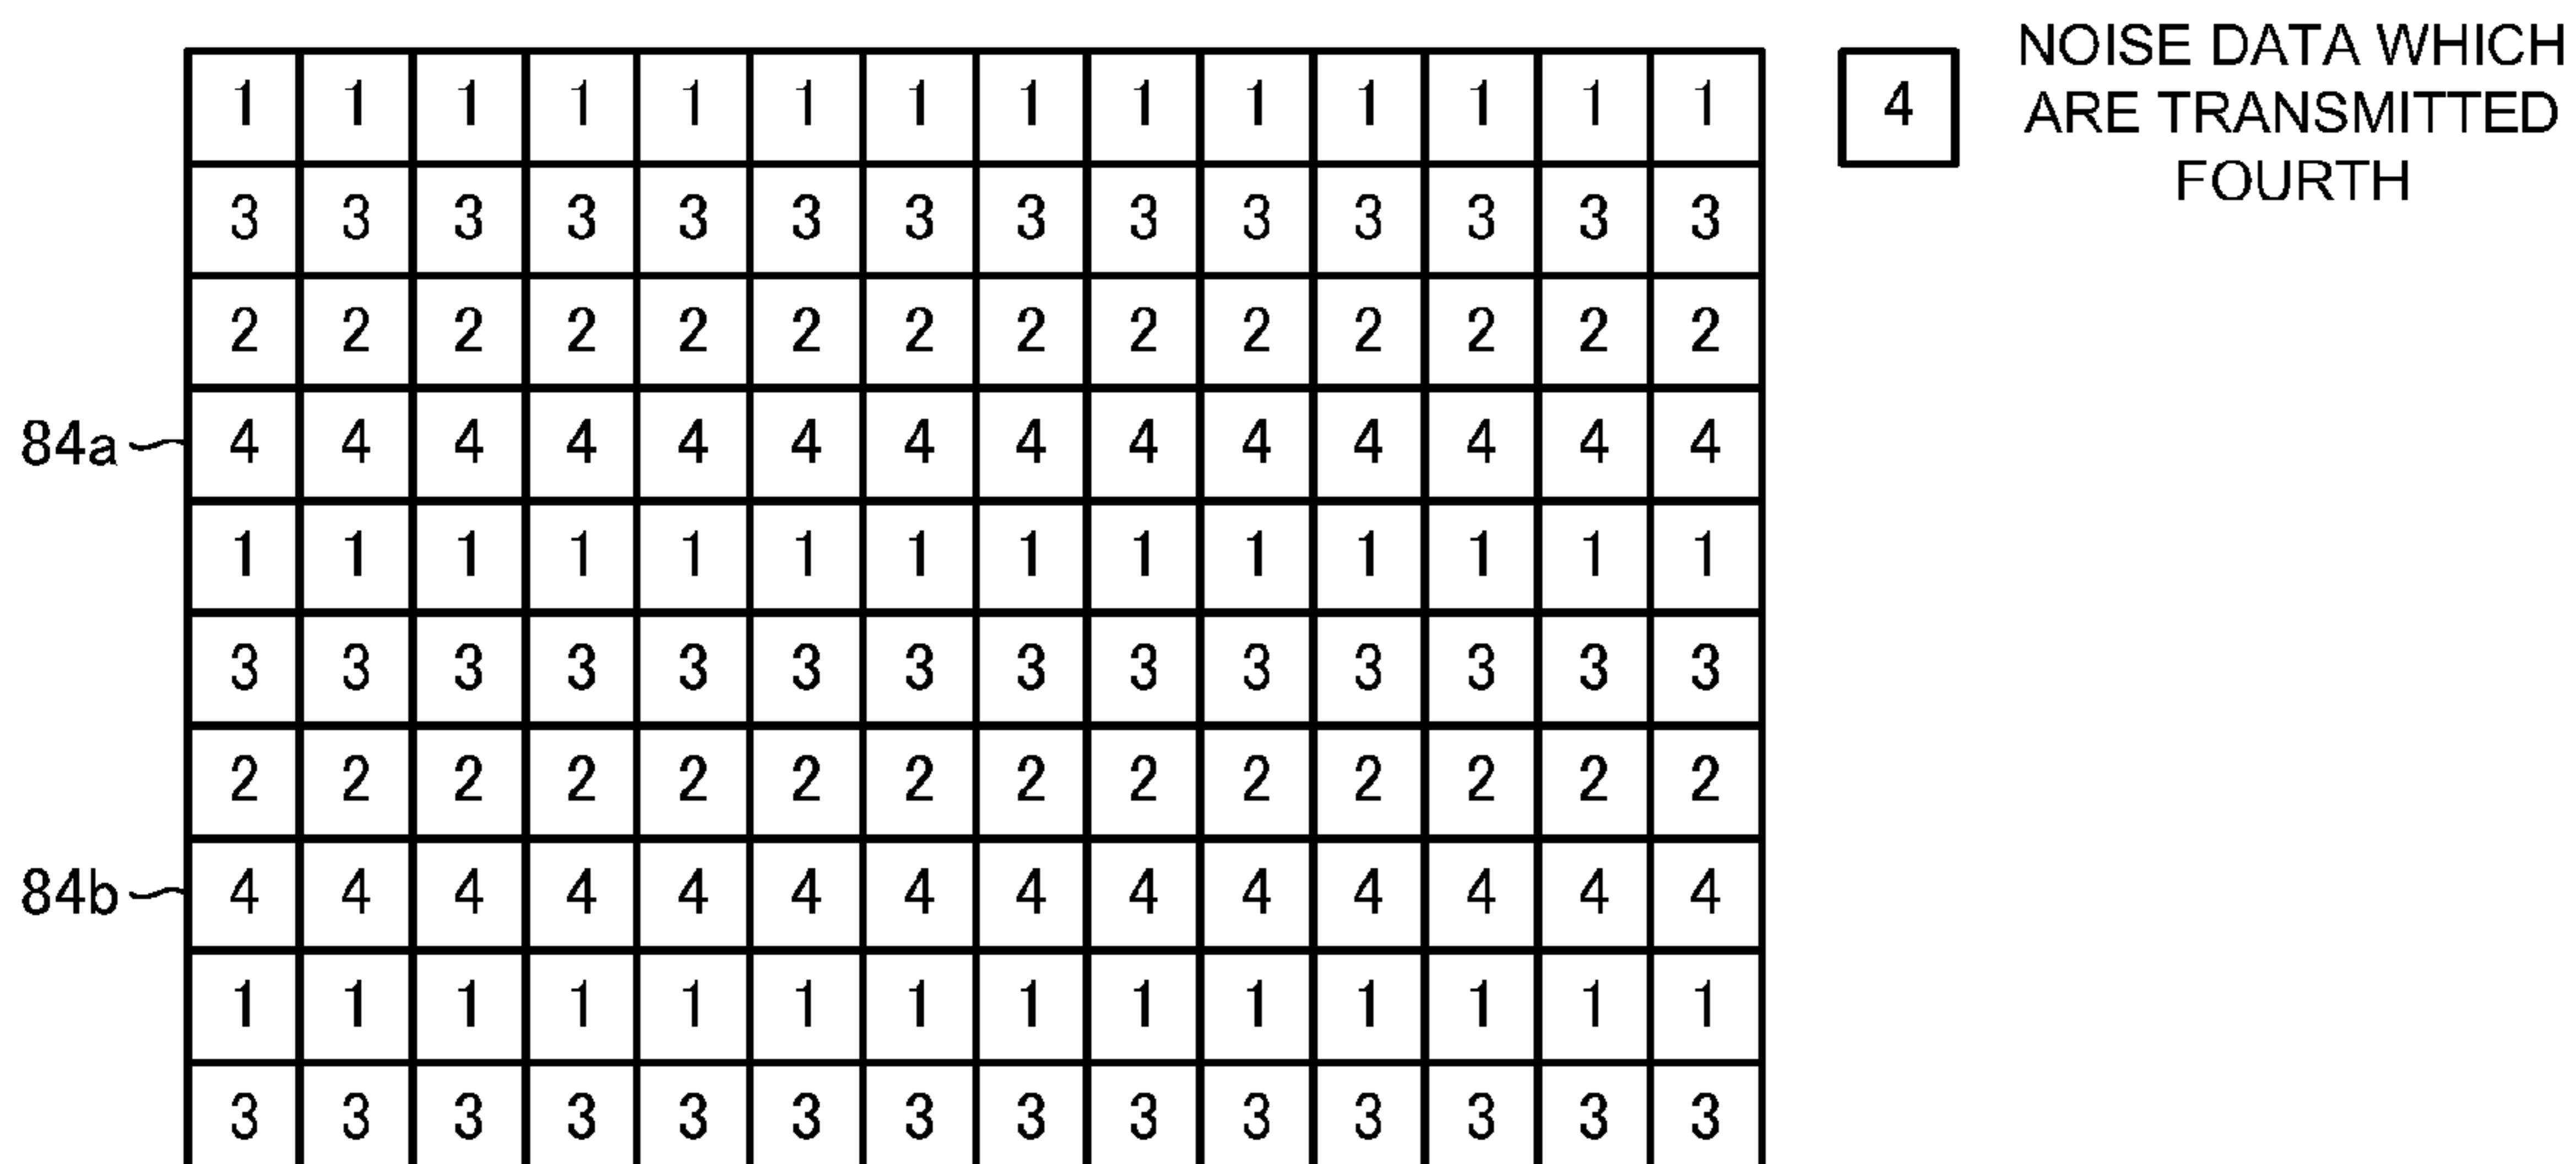 1 1 1 1 1 1 1 1 1 1 1 1 1 1
3 3 3 3 3 3 3 3 3 3 3 3 3 3
2 2 2 2 2 2 2 2 2 2 2 2 2 2
84a 4 4 4 4 4 4 4 4 4 4 4 4 4 4
1 1 1 1 1 1 1 1 1 1 1 1 1 1
3 3 3 3 3 3 3 3 3 3 3 3 3 3
2 2 2 2 2 2 2 2 2 2 2 2 2 2
84b 4 4 4 4 4 4 4 4 4 4 4 4 4 4
1 1 1 1 1 1 1 1 1 1 1 1 1 1
3 3 3 3 3 3 3 3 3 3 3 3 3 3
4
NOISE DATA WHICH
ARE TRANSMITTED
FOURTH